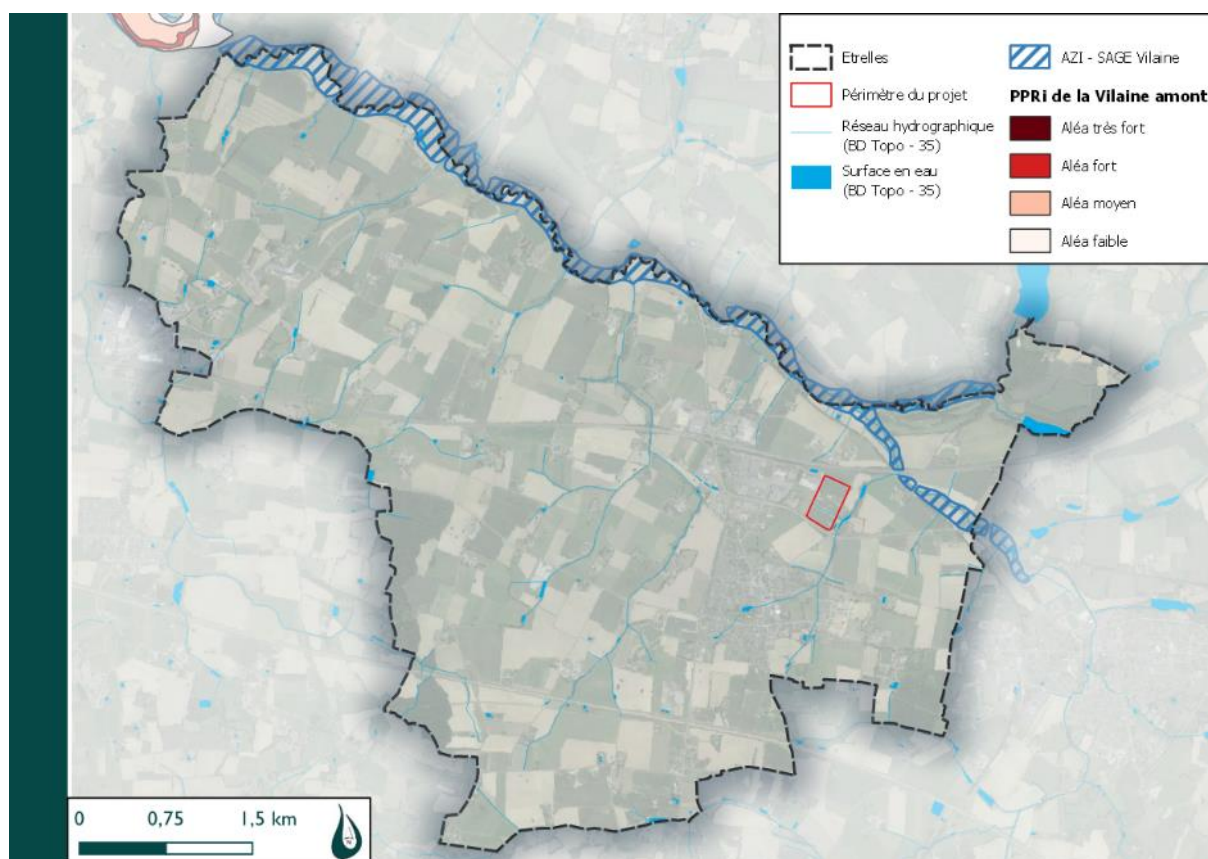 Etrelles
Périmètre du projet
Réseau hydrographique
(BD Topo - 35)
Surface en eau
(BD Topo - 35)
AZI - SAGE Vilaine
PPRi de la Vilaine amont
Aléa très fort
Aléa fort
Aléa moyen
Aléa faible
0 0,75 1,5 km